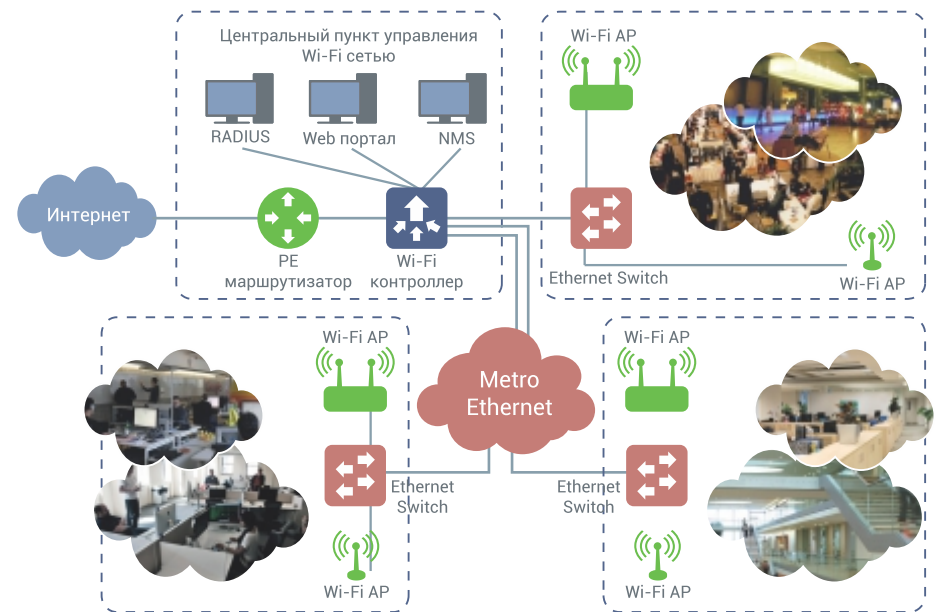 Центральный пункт управления
Wi-Fi сетью
RADIUS
Web портал
NMS
Интернет
PE
маршрутизатор
Wi-Fi
контроллер
Wi-Fi AP
Ethernet Switch
Wi-Fi AP
Metro
Ethernet
Wi-Fi AP
Ethernet
Switch
Wi-Fi AP
Wi-Fi AP
Ethernet
Switch
Wi-Fi AP